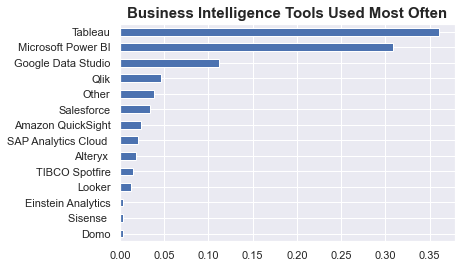 Business Intelligence Tools Used Most Often
Tableau
Microsoft Power BI
Google Data Studio
Qlik
Other
Salesforce
Amazon QuickSight
SAP Analytics Cloud
Alteryx
TIBCO Spotfire
Looker
Einstein Analytics
Sisense
Domo
0.00 0.05 0.10 0.15 0.20 0.25 0.30 0.35